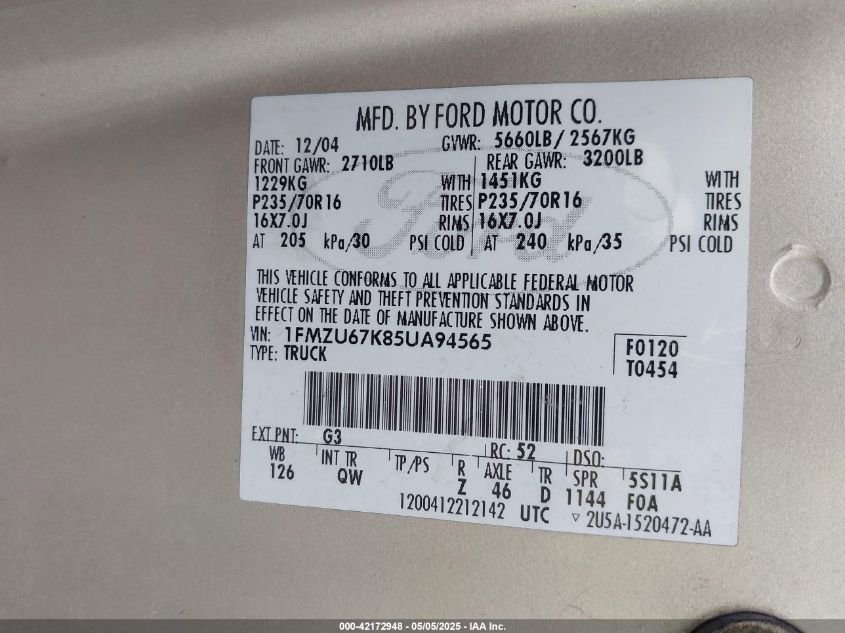 MFD. BY FORD MOTOR CO.
DATE: 12/04 GVWR: 5660LB/ 2567KG
FRONT GAWR: 2710LB REAR GAWR: 3200LB
1229KG WITH 1451KG WITH
P235/70R16 TIRES P235/70R16 TIRES
16X7.0J RIMS 16X7.0J RIMS
AT 205 kPa/30 PSI COLD AT 240 kPa/35 PSI COLD
Ford
THIS VEHICLE CONFORMS TO ALL APPLICABLE FEDERAL MOTOR
VEHICLE SAFETY AND THEFT PREVENTION STANDARDS IN
EFFECT ON THE DATE OF MANUFACTURE SHOWN ABOVE.
VIN: 1FMZU67K85UA94565 F0120
TYPE: TRUCK T0454
EXT PNT: G3 RC: 52 DSO:
WB INT TR TP/PS R AXLE TR SPR 5S11A
126 QW Z 46 D 1144 F0A
1200412212142 UTC ▿ 2U5A-1520472-AA
000-42172948 - 05/05/2025 - IAA Inc.